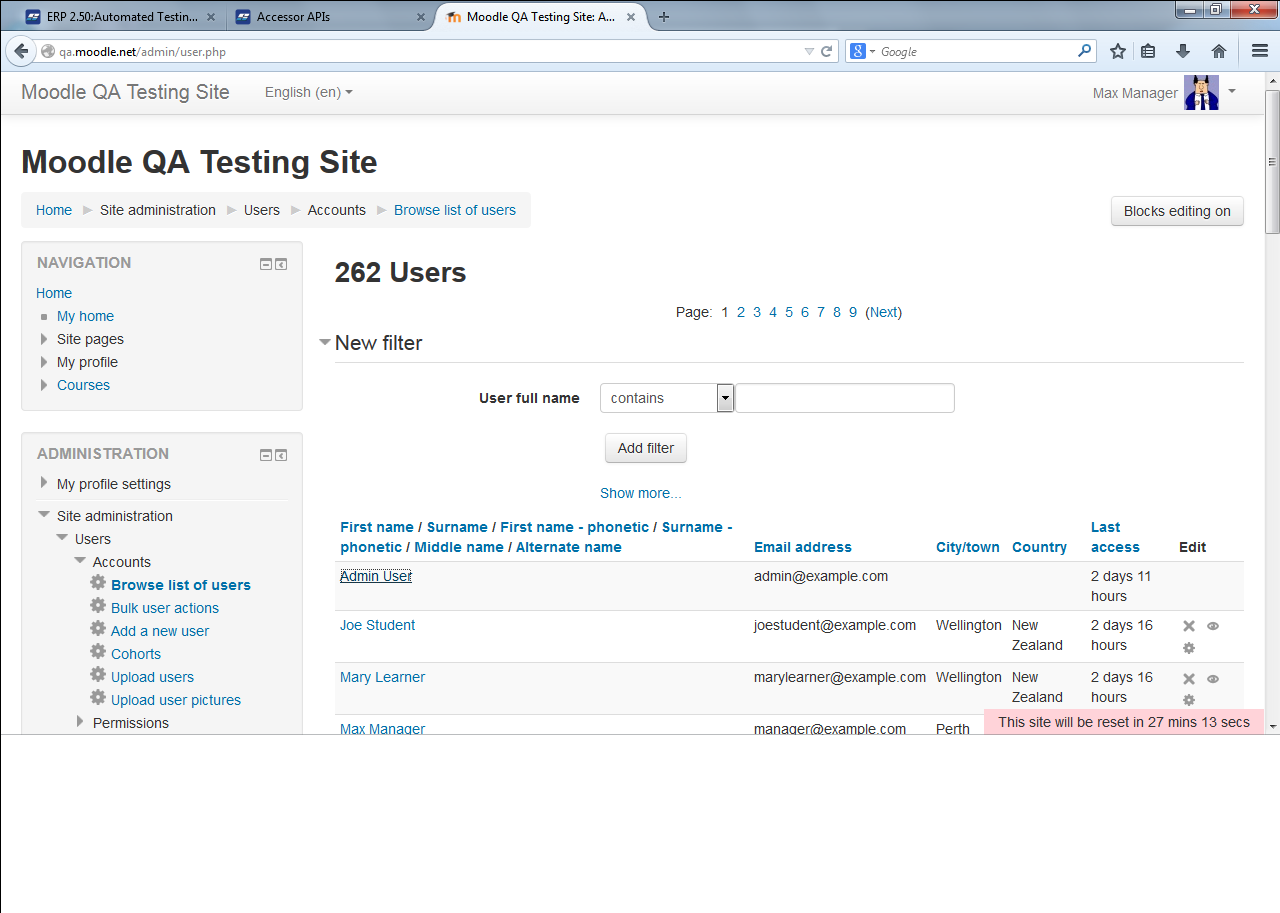 ERP 2.50:Automated Testin...
Accessor APIs
Moodle QA Testing Site: A...
qa.moodle.net/admin/user.php
Google
Moodle QA Testing Site
English (en)
Max Manager
Moodle QA Testing Site
Home Site administration Users Accounts Browse list of users
Blocks editing on
NAVIGATION
Home
My home
Site pages
My profile
Courses
ADMINISTRATION
My profile settings
Site administration
Users
Accounts
Browse list of users
Bulk user actions
Add a new user
Cohorts
Upload users
Upload user pictures
Permissions
262 Users
Page: 1 2 3 4 5 6 7 8 9 (Next)
New filter
User full name contains
Add filter
Show more...
First name / Surname / First name - phonetic / Surname -
phonetic / Middle name / Alternate name
Email address
City/town
Country
Last
access
Edit
Admin User
admin@example.com
2 days 11
hours
Joe Student
joestudent@example.com
Wellington
New
Zealand
2 days 16
hours
Mary Learner
marylearner@example.com
Wellington
New
Zealand
2 days 16
hours
Max Manager
manager@example.com
Perth
This site will be reset in 27 mins 13 secs